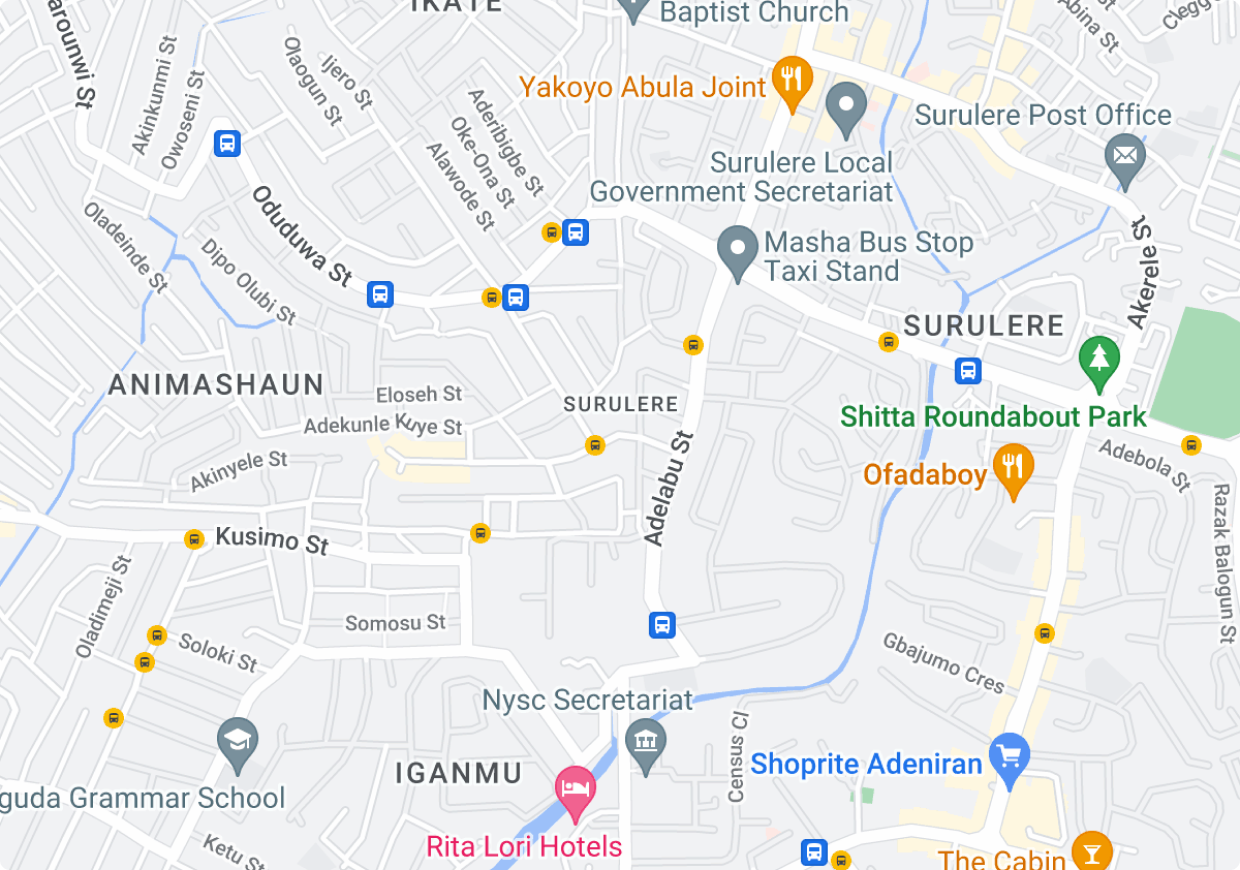 IKATE
Baptist Church
Abina St
Clegg
arounwi St
Akinkunmi St
Owoseni St
Olaogun St
Ijero St
Aderibigbe St
Oke-Ona St
Alawode St
Yakoyo Abula Joint
Surulere Post Office
Surulere Local
Government Secretariat
Oladeinde St
Dipo Olubi St
Oduduwa St
Masha Bus Stop
Taxi Stand
Akerele St
SURULERE
ANIMASHAUN
Eloseh St
Adekunle Kuye St
SURULERE
Shitta Roundabout Park
Akinyele St
Adelabu St
Ofadaboy
Adebola St
Razak Balogun St
Kusimo St
Oladimeji St
Somosu St
Soloki St
Gbajumo Cres
Nysc Secretariat
Census Cl
Shoprite Adeniran
IGANMU
guda Grammar School
Rita Lori Hotels
Ketu St
The Cabin